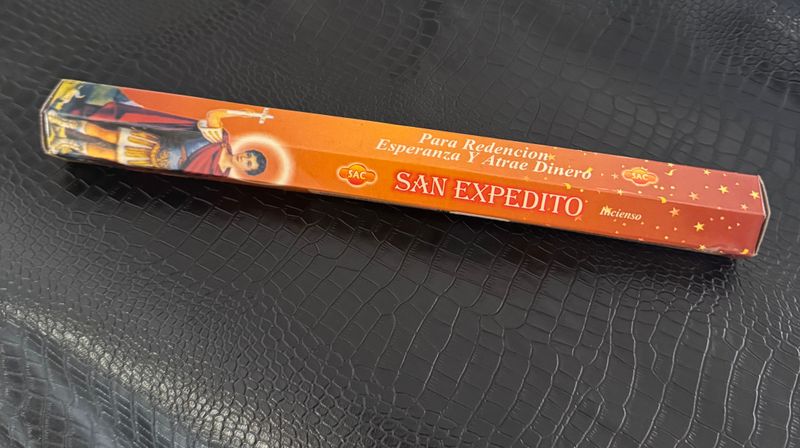 Para Redencion
Esperanza Y Atrae Dinero
SAC
SAC
SAN EXPEDITO
Incienso